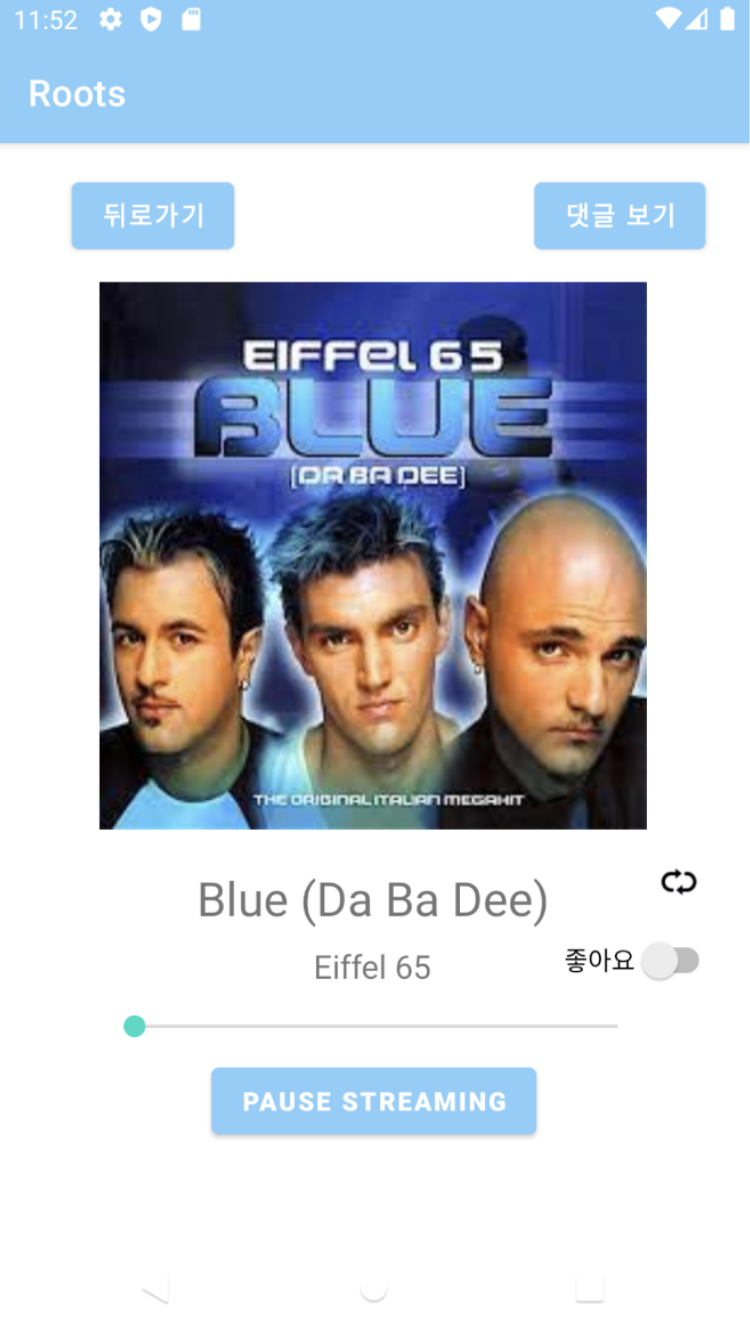 11:52
Roots
뒤로가기
댓글 보기
EIFFEL 65
BLUE
[DA BA DEE]
THE ORIGINAL ITALIAN MEGAHIT
Blue (Da Ba Dee)
Eiffel 65
좋아요
PAUSE STREAMING